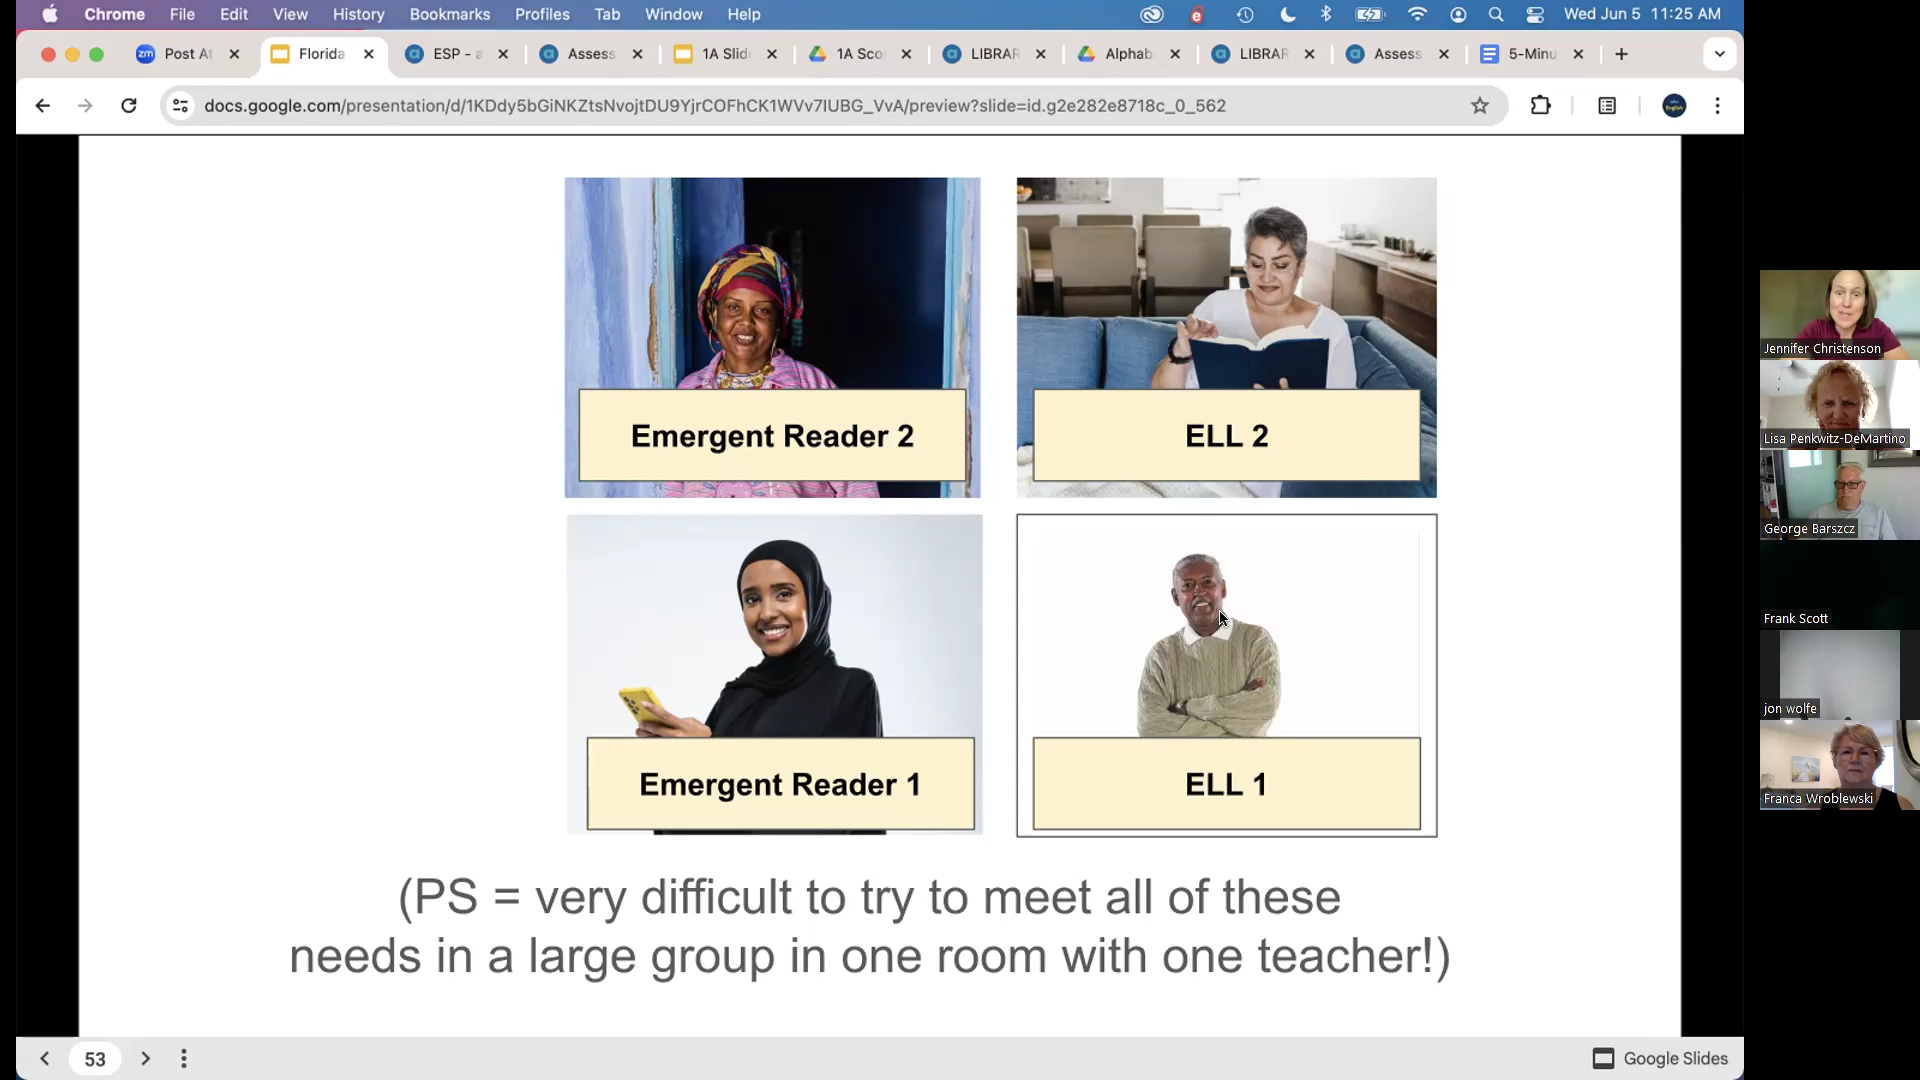 Chrome File Edit View History Bookmarks Profiles Tab Window Help
Wed Jun 5 11:25 AM
zm Post At Florida ESP - a Assess 1A Slid 1A Sco LIBRAR Alphab LIBRAR Assess 5-Minu
docs.google.com/presentation/d/1KDdy5bGiNKZtsNvojtDU9YjrCOFhCK1WVv7IUBG_VvA/preview?slide=id.g2e282e8718c_0_562
Emergent Reader 2
ELL 2
Emergent Reader 1
ELL 1
(PS = very difficult to try to meet all of these
needs in a large group in one room with one teacher!)
53
Google Slides
Jennifer Christenson
Lisa Penkwitz-DeMartino
George Barszcz
Frank Scott
jon wolfe
Franca Wroblewski